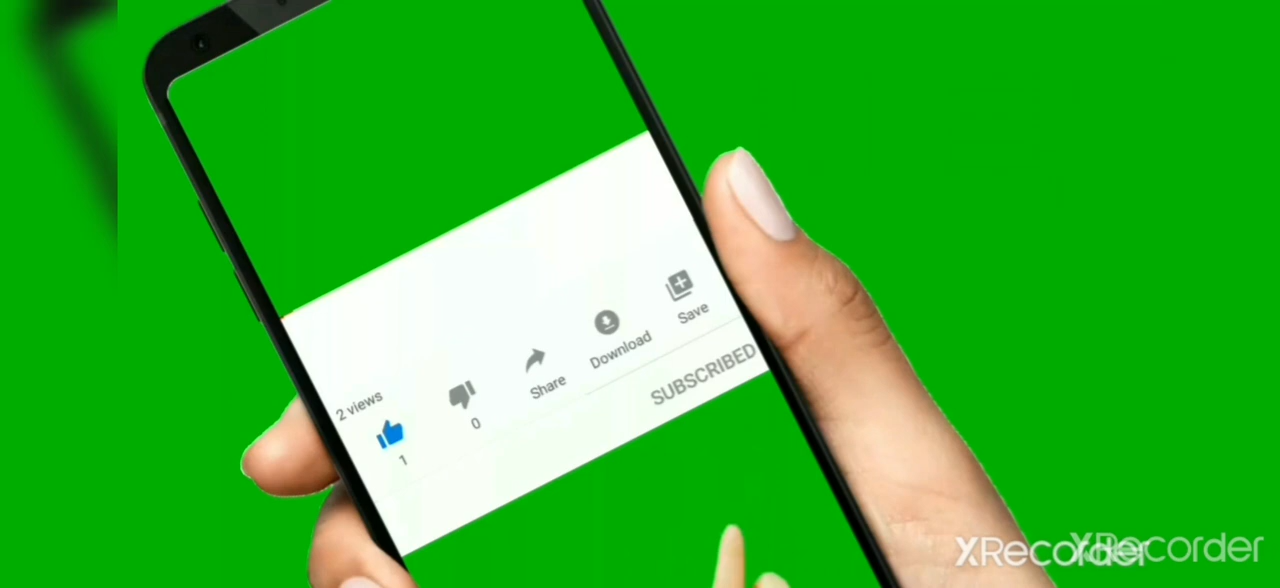 2 views
1
0
Share
Download
Save
SUBSCRIBED
XRecorder
XRecorder